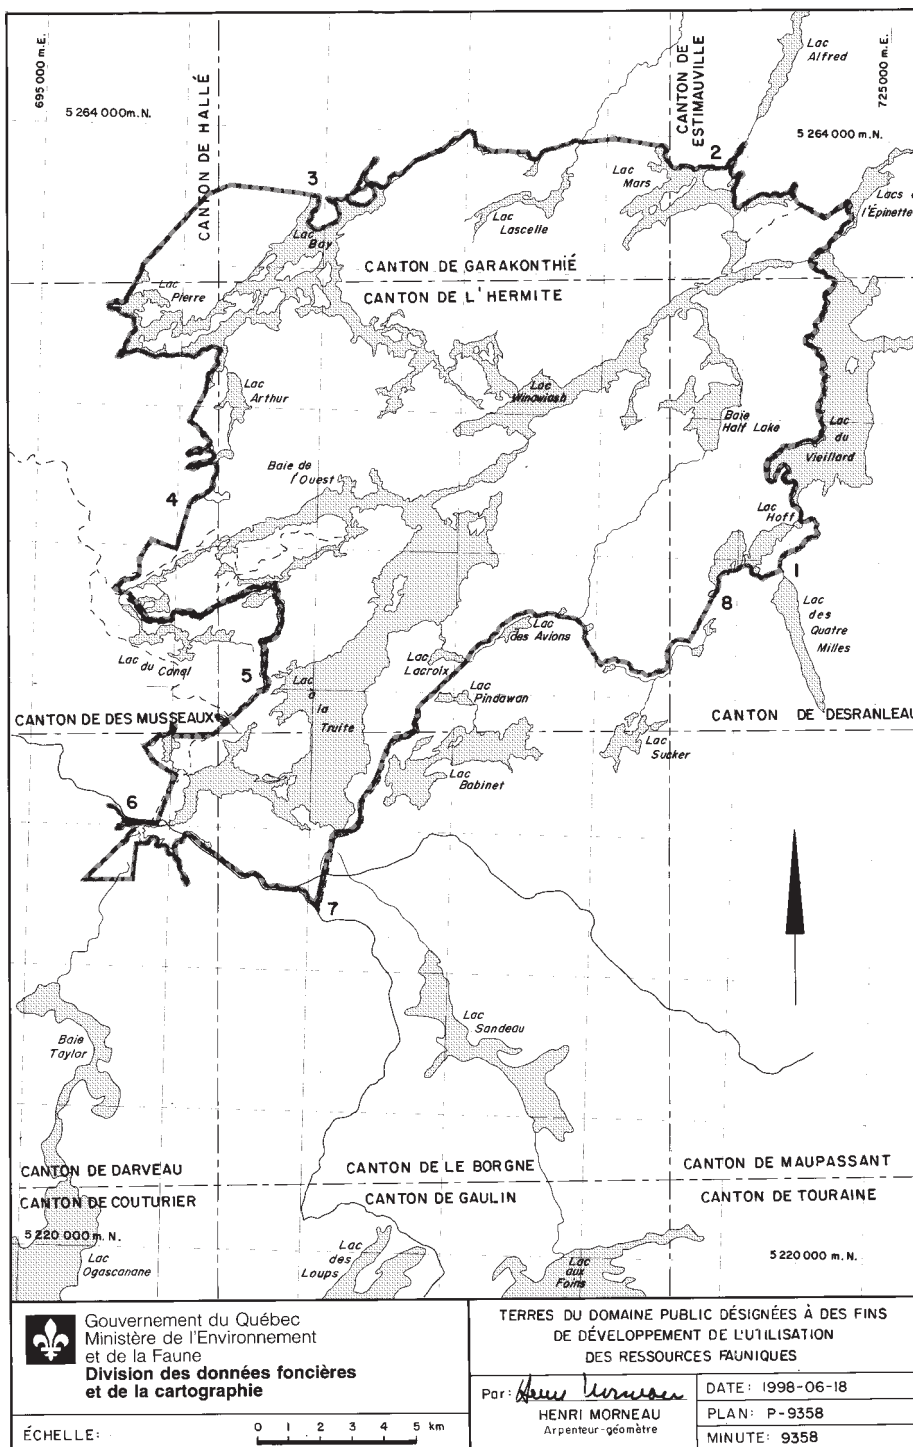 695 000 m.E.
5 264 000m. N.
CANTON DE HALLÉ
CANTON DE
ESTIMAUVILLE
Lac
Alfred
725 000 m.E.
5 264 000 m.N.
2
3
Lac
Mars
Lac
Lascelle
Lacs
l'Épinette
Lac
Bay
CANTON DE GARAKONTHIÉ
CANTON DE L'HERMITE
Lac
Pierre
Lac
Arthur
Lac
Winawiash
Baie
Half Lake
Lac
du
Vieillard
Baie de
l'Ouest
4
Lac
Hoff
1
8
Lac
des
Quatre
Milles
Lac
des Avions
Lac
du Canal
5
Lac
Lacroix
Lac
à
la
Truite
Lac
Pindawan
CANTON DE DES MUSSEAUX
CANTON DE DESRANLEAU
Lac
Sucker
Lac
Babinet
6
7
Lac
Sandeau
Baie
Taylor
CANTON DE DARVEAU
CANTON DE COUTURIER
CANTON DE LE BORGNE
CANTON DE GAULIN
CANTON DE MAUPASSANT
CANTON DE TOURAINE
5 220 000 m. N.
5 220 000 m. N.
Lac
Ogascanane
Lac
des
Loups
Lac
aux
Foins
Gouvernement du Québec
Ministère de l'Environnement
et de la Faune
Division des données foncières
et de la cartographie
ÉCHELLE:
0 1 2 3 4 5 km
TERRES DU DOMAINE PUBLIC DÉSIGNÉES À DES FINS
DE DÉVELOPPEMENT DE L'UTILISATION
DES RESSOURCES FAUNIQUES
Par: Henri Morneau
HENRI MORNEAU
Arpenteur-géomètre
DATE: 1998-06-18
PLAN: P-9358
MINUTE: 9358